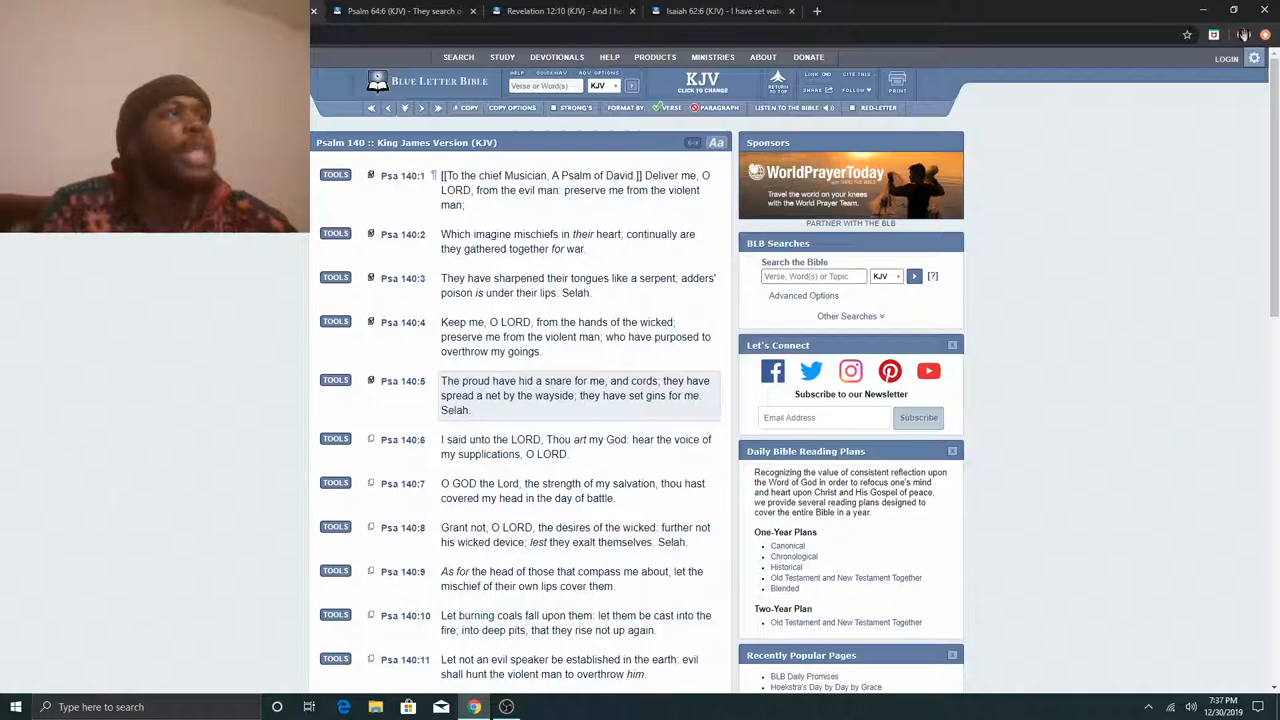 Psalm 64:6 (KJV) - They search o
Revelation 12:10 (KJV) - And I he
Isaiah 62:6 (KJV) - I have set
SEARCH STUDY DEVOTIONALS HELP PRODUCTS MINISTRIES ABOUT DONATE
LOGIN
BLUE LETTER BIBLE
HELP QUICKNAV ADV. OPTIONS
Verse or Word(s) KJV
KJV
CLICK TO CHANGE
RETURN TO TOP
LINK
CITE THIS
SHARE
FOLLOW
PRINT
COPY COPY OPTIONS STRONG'S FORMAT BY VERSE PARAGRAPH LISTEN TO THE BIBLE RED-LETTER
Psalm 140 :: King James Version (KJV)
Aa
TOOLS Psa 140:1 ¶ [[To the chief Musician, A Psalm of David ]] Deliver me, O
LORD, from the evil man: preserve me from the violent
man;
TOOLS Psa 140:2 Which imagine mischiefs in their heart; continually are
they gathered together for war.
TOOLS Psa 140:3 They have sharpened their tongues like a serpent; adders'
poison is under their lips. Selah.
TOOLS Psa 140:4 Keep me, O LORD, from the hands of the wicked;
preserve me from the violent man; who have purposed to
overthrow my goings.
TOOLS Psa 140:5 The proud have hid a snare for me, and cords; they have
spread a net by the wayside; they have set gins for me.
Selah.
TOOLS Psa 140:6 I said unto the LORD, Thou art my God: hear the voice of
my supplications, O LORD.
TOOLS Psa 140:7 O GOD the Lord, the strength of my salvation, thou hast
covered my head in the day of battle.
TOOLS Psa 140:8 Grant not, O LORD, the desires of the wicked: further not
his wicked device; lest they exalt themselves. Selah.
TOOLS Psa 140:9 As for the head of those that compass me about, let the
mischief of their own lips cover them.
TOOLS Psa 140:10 Let burning coals fall upon them: let them be cast into the
fire; into deep pits, that they rise not up again.
TOOLS Psa 140:11 Let not an evil speaker be established in the earth: evil
shall hunt the violent man to overthrow him.
Sponsors
WorldPrayerToday
Travel the world on your knees
with the World Prayer Team.
PARTNER WITH THE BLB
BLB Searches
Search the Bible
Verse, Word(s) or Topic KJV [?]
Advanced Options
Other Searches
Let's Connect
Subscribe to our Newsletter
Email Address Subscribe
Daily Bible Reading Plans
Recognizing the value of consistent reflection upon
the Word of God in order to refocus one's mind
and heart upon Christ and His Gospel of peace,
we provide several reading plans designed to
cover the entire Bible in a year.
One-Year Plans
Canonical
Chronological
Historical
Old Testament and New Testament Together
Blended
Two-Year Plan
Old Testament and New Testament Together
Recently Popular Pages
BLB Daily Promises
Hoekstra's Day by Day by Grace
Type here to search
7:37 PM
12/30/2019